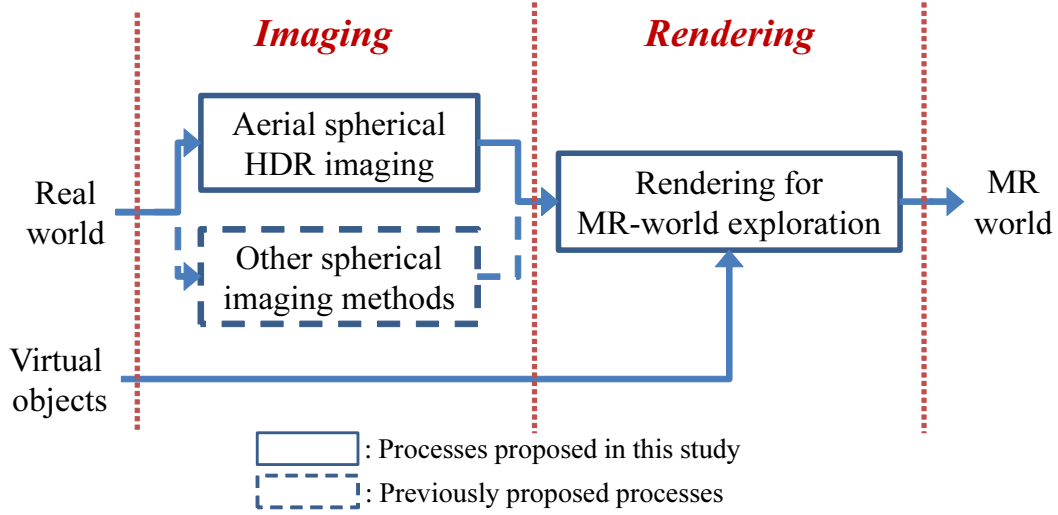 Imaging
Rendering
Aerial spherical
HDR imaging
Real
world
Rendering for
MR-world exploration
MR
world
Other spherical
imaging methods
Virtual
objects
: Processes proposed in this study
: Previously proposed processes